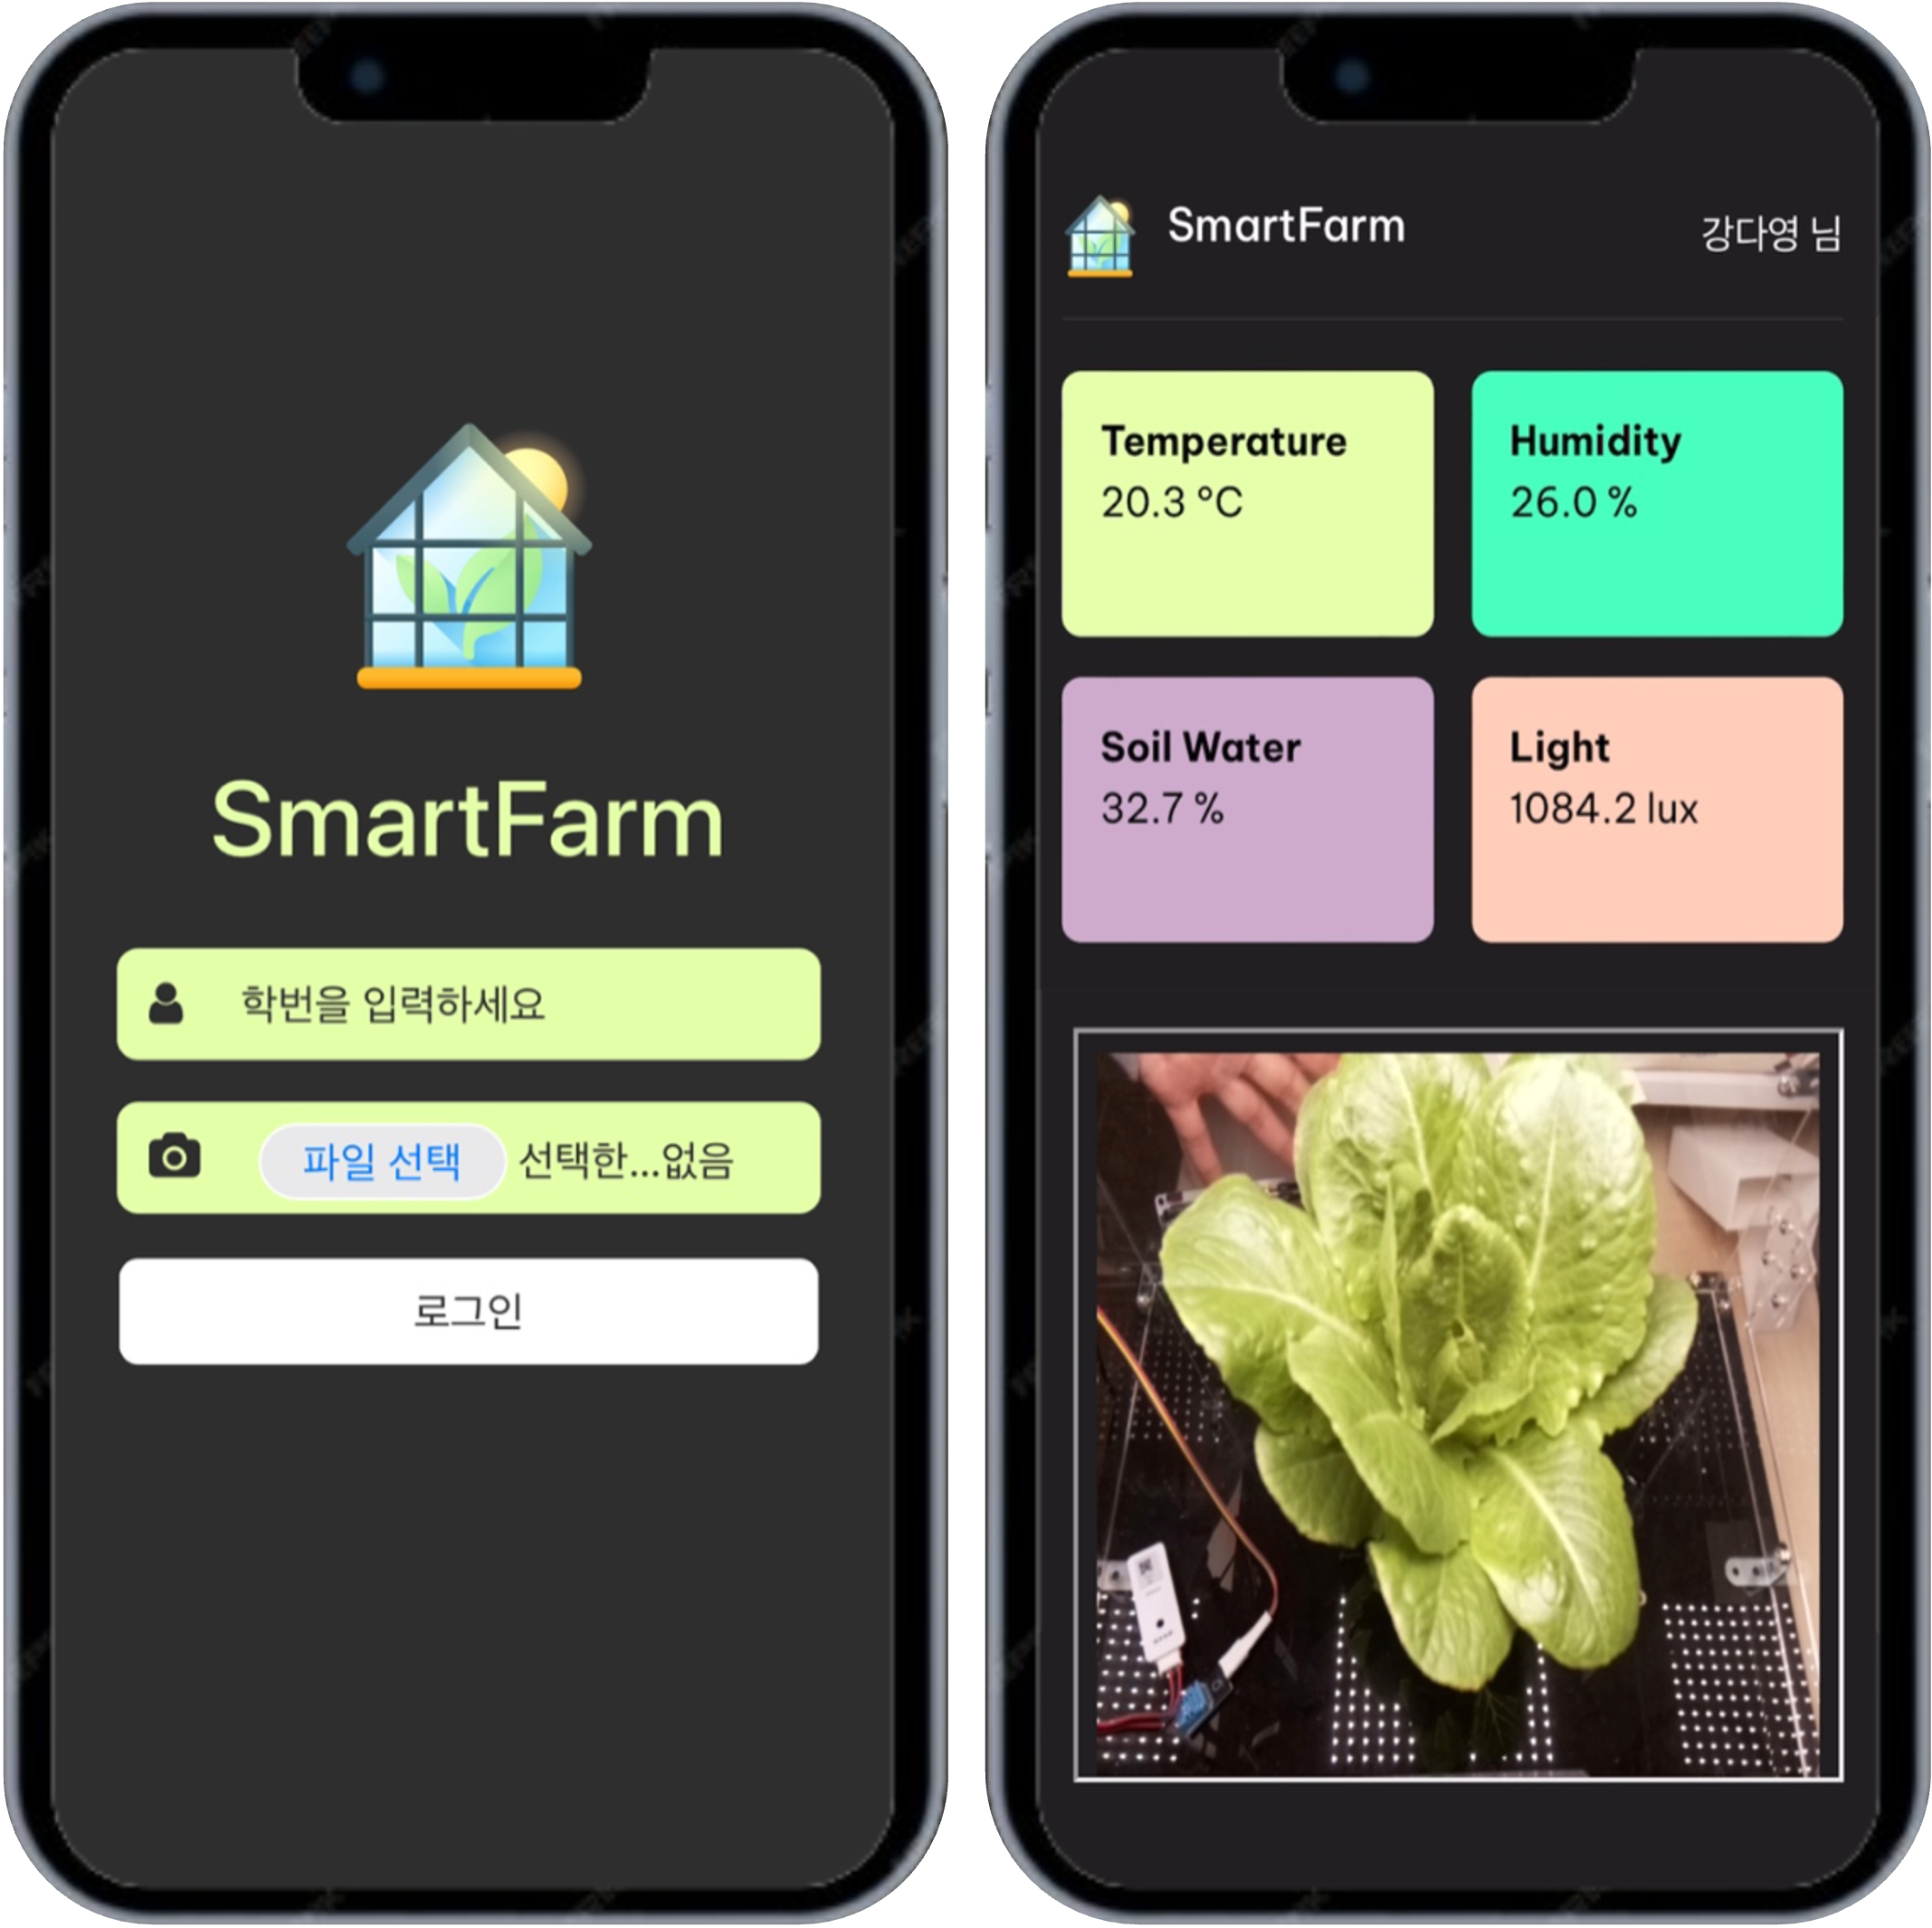 SmartFarm
학번을 입력하세요
파일 선택 선택한...없음
로그인
SmartFarm
강다영 님
Temperature
20.3 °C
Humidity
26.0 %
Soil Water
32.7 %
Light
1084.2 lux